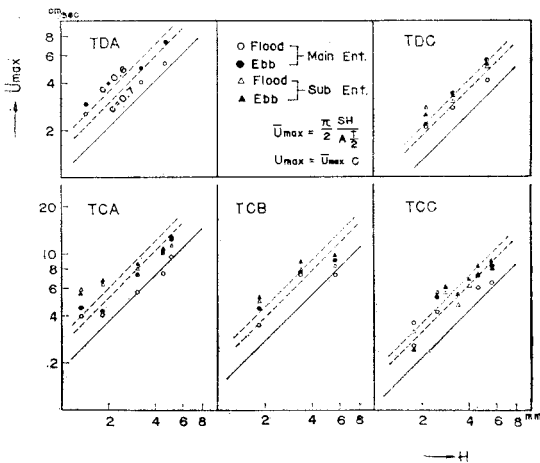 cm/sec
Umax
8
4
2
TDA
C=0.6
C=0.7
○ Flood
● Ebb
Main Ent.
△ Flood
▲ Ebb
Sub Ent.
Ūmax = π/2 SH/(A T/2)
Umax = Ūmax C
TDC
20
10
8
6
4
.2
TCA
TCB
TCC
2 4 6 8
2 4 6 8
2 4 6 8 mm
H